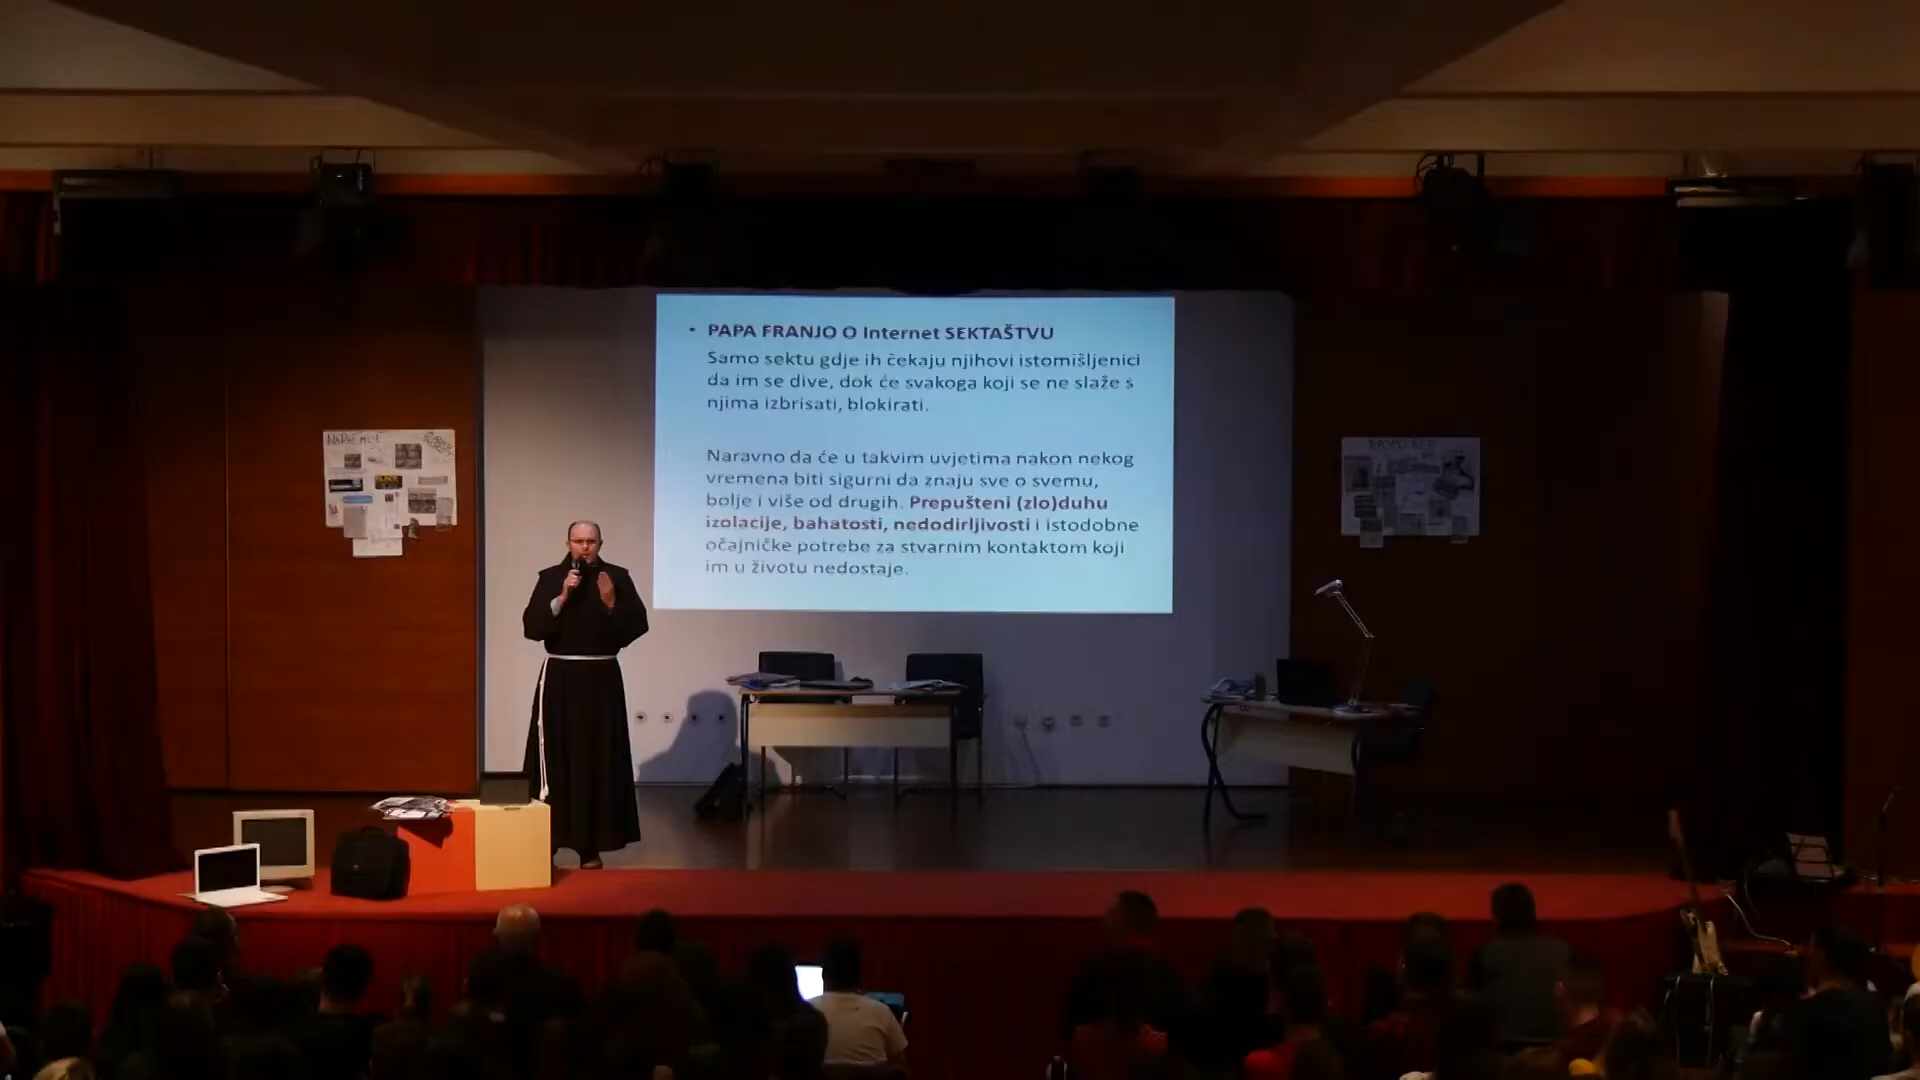 • PAPA FRANJO O Internet SEKTAŠTVU
Samo sektu gdje ih čekaju njihovi istomišljenici
da im se dive, dok će svakoga koji se ne slaže s
njima izbrisati, blokirati.
Naravno da će u takvim uvjetima nakon nekog
vremena biti sigurni da znaju sve o svemu,
bolje i više od drugih. Prepušteni (zlo)duhu
izolacije, bahatosti, nedodirljivosti i istodobne
očajničke potrebe za stvarnim kontaktom koji
im u životu nedostaje.